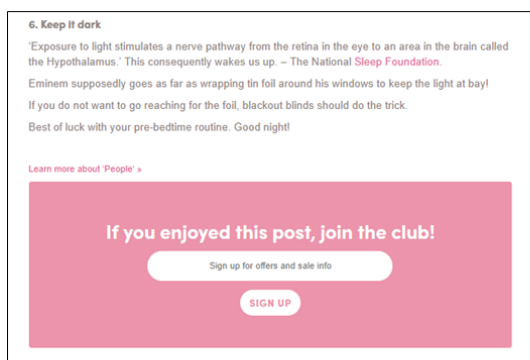 6. Keep it dark
'Exposure to light stimulates a nerve pathway from the retina in the eye to an area in the brain called
the Hypothalamus.' This consequently wakes us up. – The National Sleep Foundation.
Eminem supposedly goes as far as wrapping tin foil around his windows to keep the light at bay!
If you do not want to go reaching for the foil, blackout blinds should do the trick.
Best of luck with your pre-bedtime routine. Good night!
Learn more about 'People' »
If you enjoyed this post, join the club!
Sign up for offers and sale info
SIGN UP